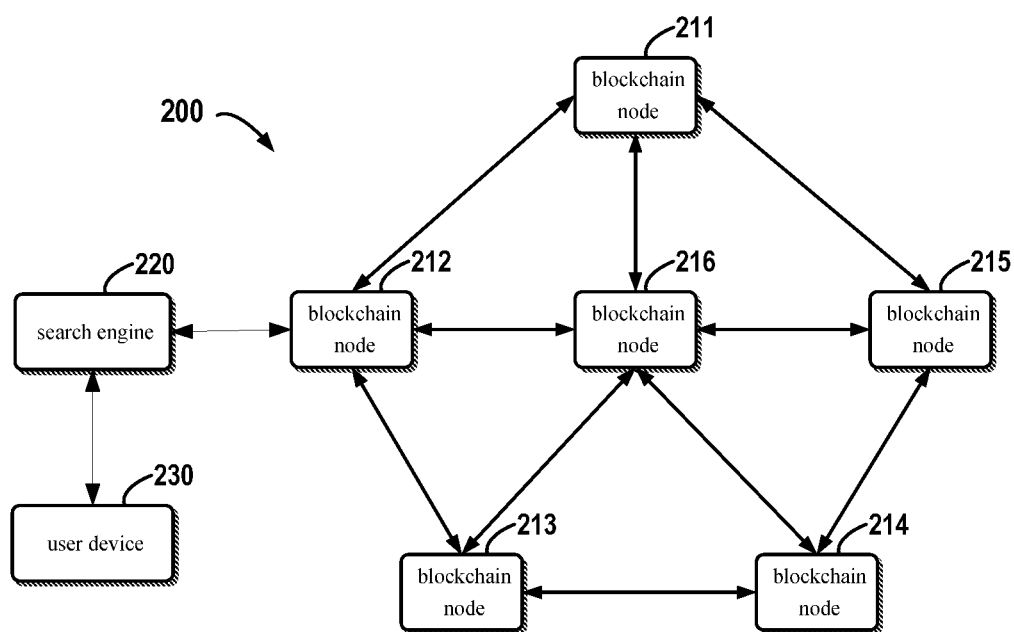 211
blockchain
node
200
220
212
216
215
search engine
blockchain
node
blockchain
node
blockchain
node
230
user device
213
214
blockchain
node
blockchain
node